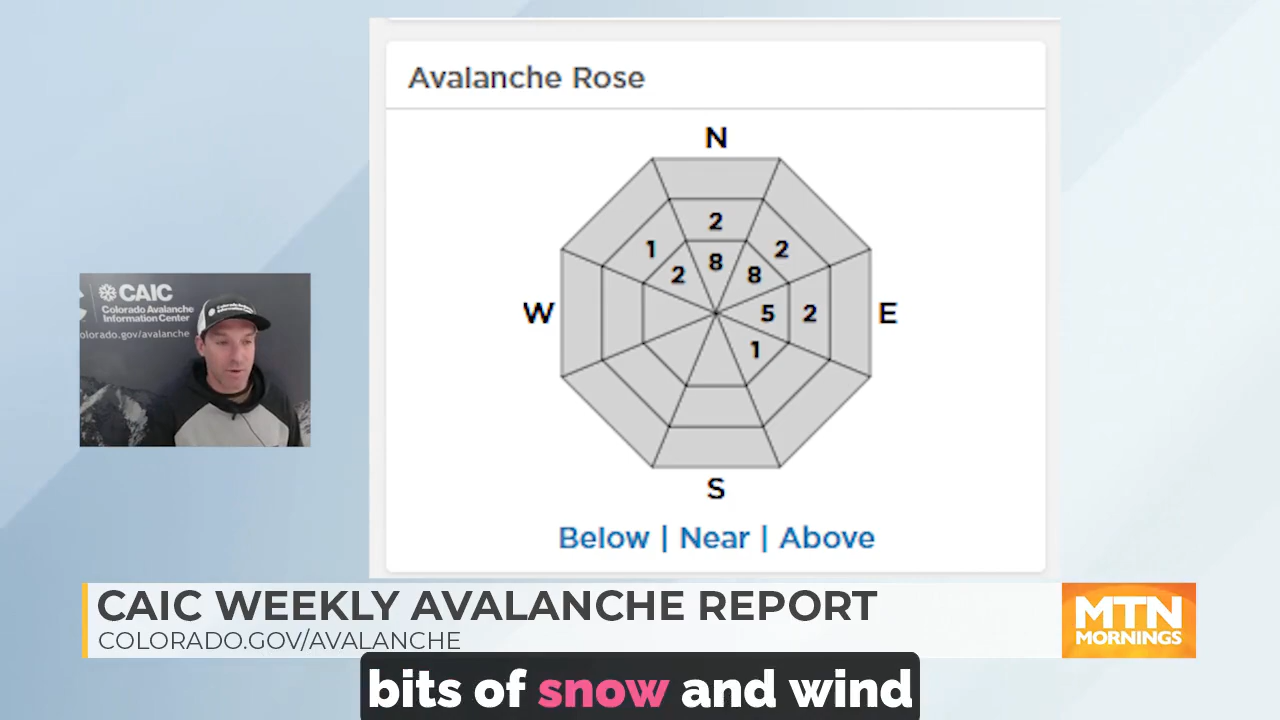 Avalanche Rose
N
2
1
2
2
8
8
W
5
2
E
1
S
Below | Near | Above
CAIC
Colorado Avalanche
Information Center
olorado.gov/avalanche
CAIC WEEKLY AVALANCHE REPORT
COLORADO.GOV/AVALANCHE
MTN
MORNINGS
bits of snow and wind